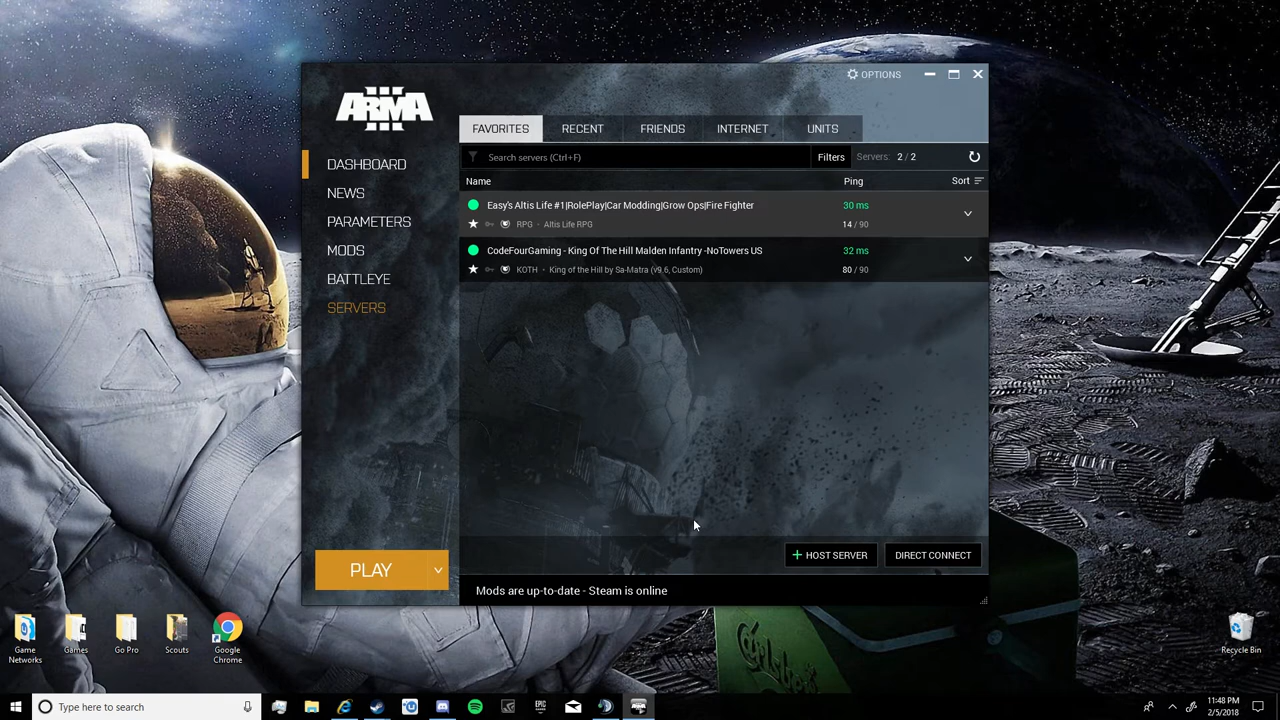 OPTIONS
ARMA
III
FAVORITES
RECENT
FRIENDS
INTERNET
UNITS
DASHBOARD
NEWS
PARAMETERS
MODS
BATTLEYE
SERVERS
Search servers (Ctrl+F)
Filters
Servers: 2 / 2
Name
Ping
Sort
Easy's Altis Life #1|RolePlay|Car Modding|Grow Ops|Fire Fighter
30 ms
RPG • Altis Life RPG
14 / 90
CodeFourGaming - King Of The Hill Malden Infantry -NoTowers US
32 ms
KOTH • King of the Hill by Sa-Matra (v9.6, Custom)
80 / 90
+ HOST SERVER
DIRECT CONNECT
PLAY
Mods are up-to-date - Steam is online
Carlsberg
Game Networks
Games
Go Pro
Scouts
Google Chrome
Recycle Bin
Type here to search
EPIC GAMES
11:48 PM
2/5/2018